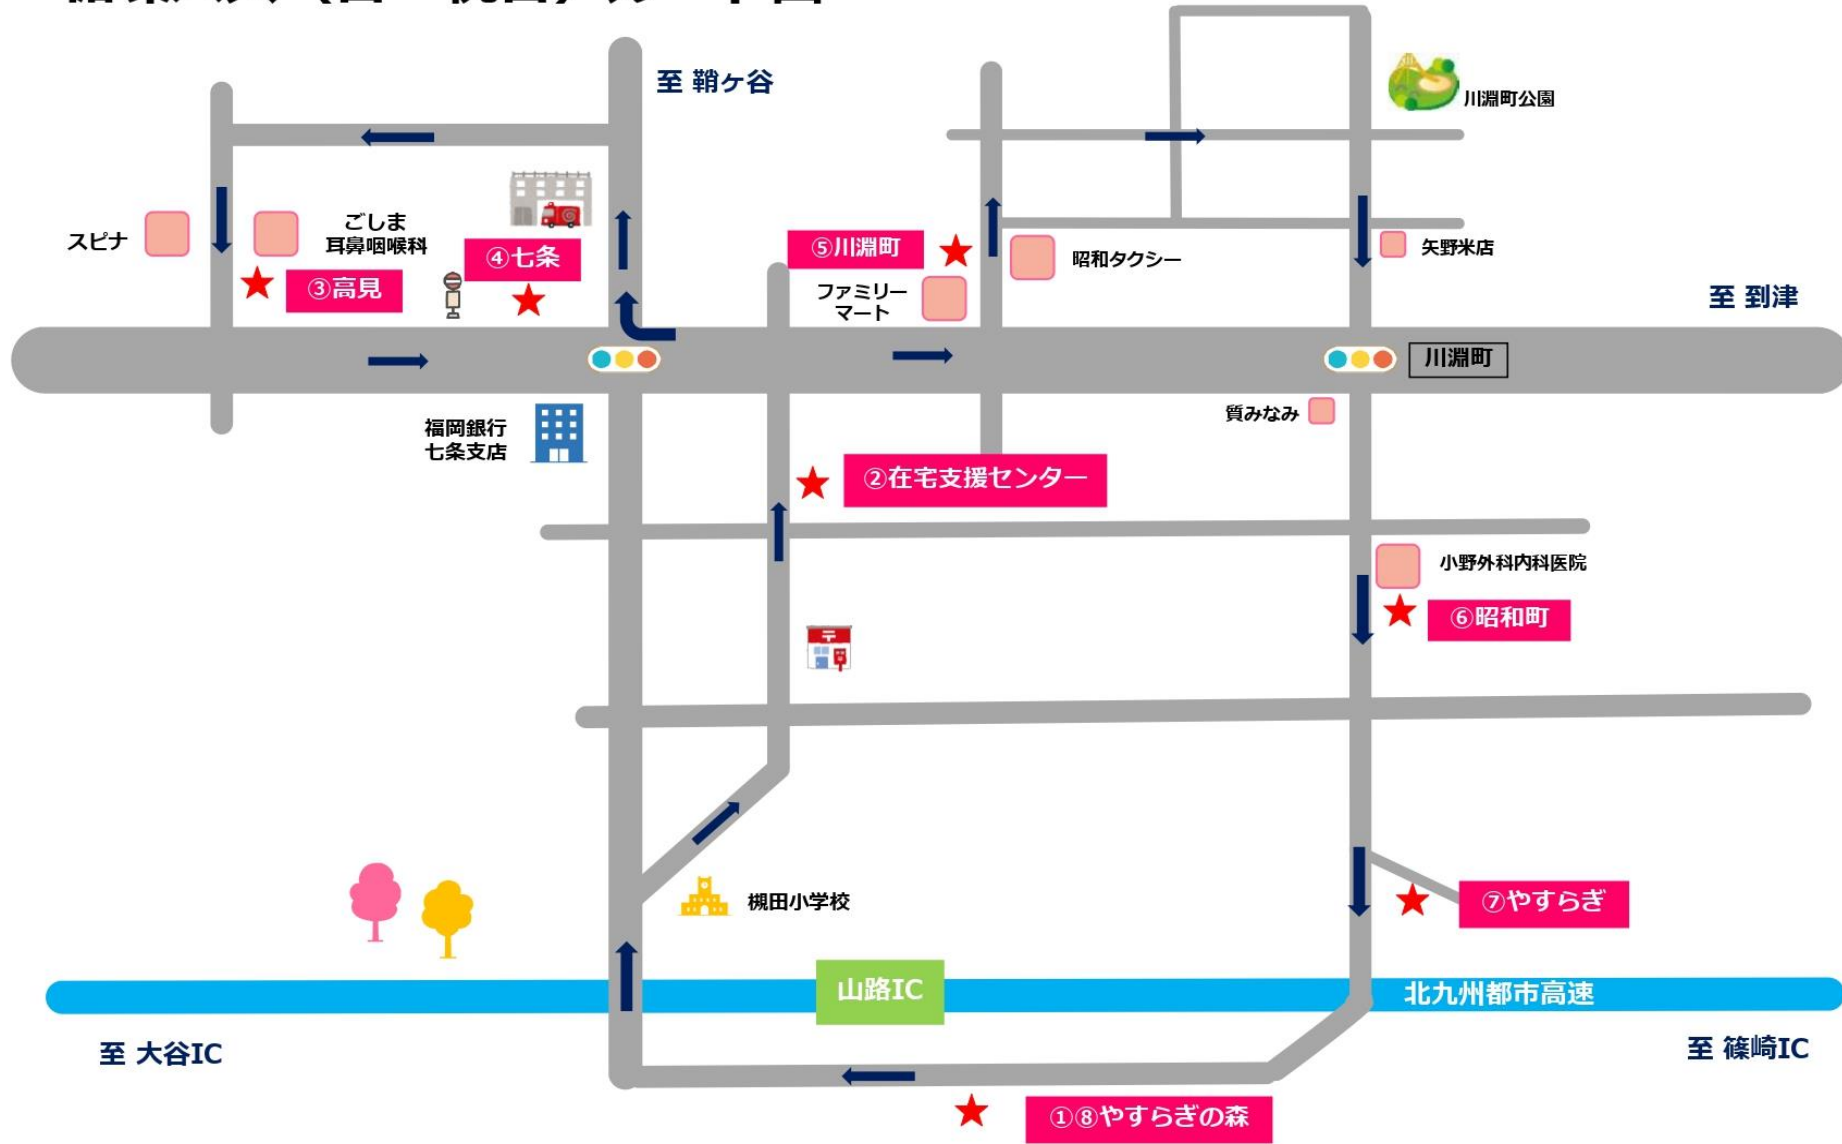 至 鞘ヶ谷
川淵町公園
スピナ
ごしま
耳鼻咽喉科
④七条
⑤川淵町
昭和タクシー
矢野米店
③高見
ファミリー
マート
至 到津
川淵町
福岡銀行
七条支店
質みなみ
②在宅支援センター
小野外科内科医院
⑥昭和町
〒
槻田小学校
⑦やすらぎ
山路IC
北九州都市高速
至 大谷IC
至 篠崎IC
①⑧やすらぎの森